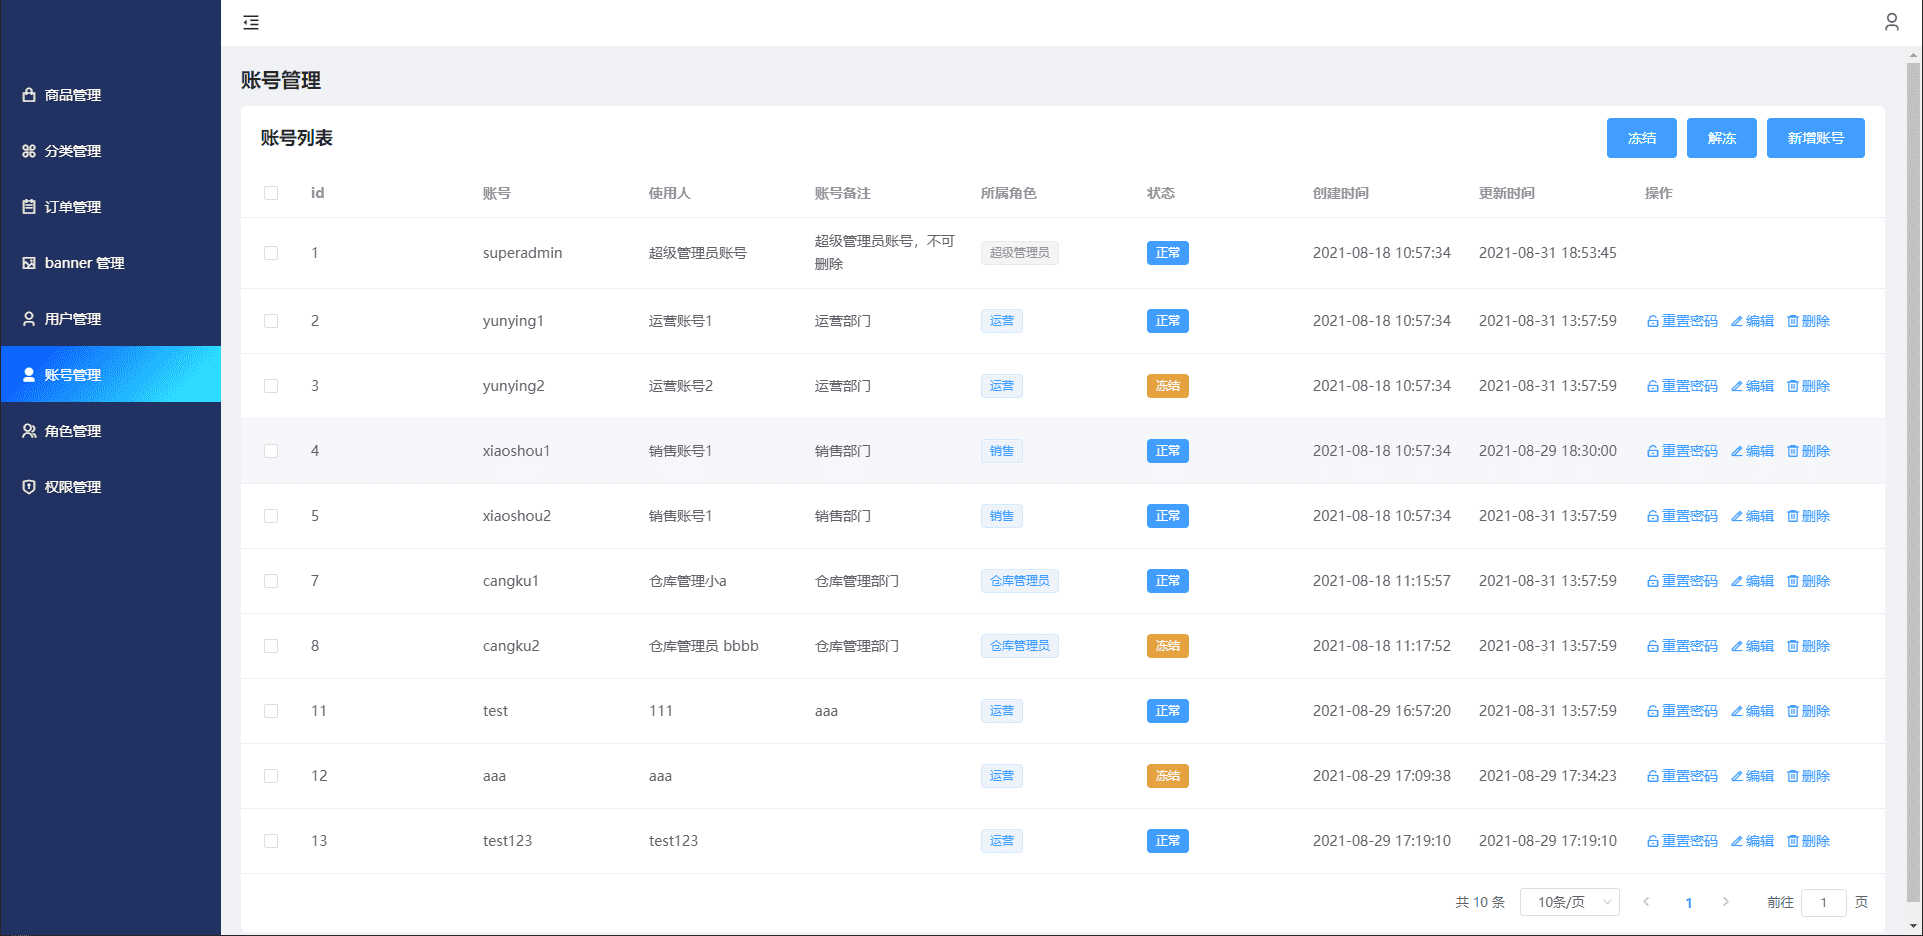 商品管理
分类管理
订单管理
banner 管理
用户管理
账号管理
角色管理
权限管理
账号管理
账号列表
冻结 解冻 新增账号
id 账号 使用人 账号备注 所属角色 状态 创建时间 更新时间 操作
1 superadmin 超级管理员账号 超级管理员账号，不可删除 超级管理员 正常 2021-08-18 10:57:34 2021-08-31 18:53:45
2 yunying1 运营账号1 运营部门 运营 正常 2021-08-18 10:57:34 2021-08-31 13:57:59 重置密码 编辑 删除
3 yunying2 运营账号2 运营部门 运营 冻结 2021-08-18 10:57:34 2021-08-31 13:57:59 重置密码 编辑 删除
4 xiaoshou1 销售账号1 销售部门 销售 正常 2021-08-18 10:57:34 2021-08-29 18:30:00 重置密码 编辑 删除
5 xiaoshou2 销售账号1 销售部门 销售 正常 2021-08-18 10:57:34 2021-08-31 13:57:59 重置密码 编辑 删除
7 cangku1 仓库管理小a 仓库管理部门 仓库管理员 正常 2021-08-18 11:15:57 2021-08-31 13:57:59 重置密码 编辑 删除
8 cangku2 仓库管理员 bbbb 仓库管理部门 仓库管理员 冻结 2021-08-18 11:17:52 2021-08-31 13:57:59 重置密码 编辑 删除
11 test 111 aaa 运营 正常 2021-08-29 16:57:20 2021-08-31 13:57:59 重置密码 编辑 删除
12 aaa aaa 运营 冻结 2021-08-29 17:09:38 2021-08-29 17:34:23 重置密码 编辑 删除
13 test123 test123 运营 正常 2021-08-29 17:19:10 2021-08-29 17:19:10 重置密码 编辑 删除
共 10 条 10条/页 1 前往 1 页